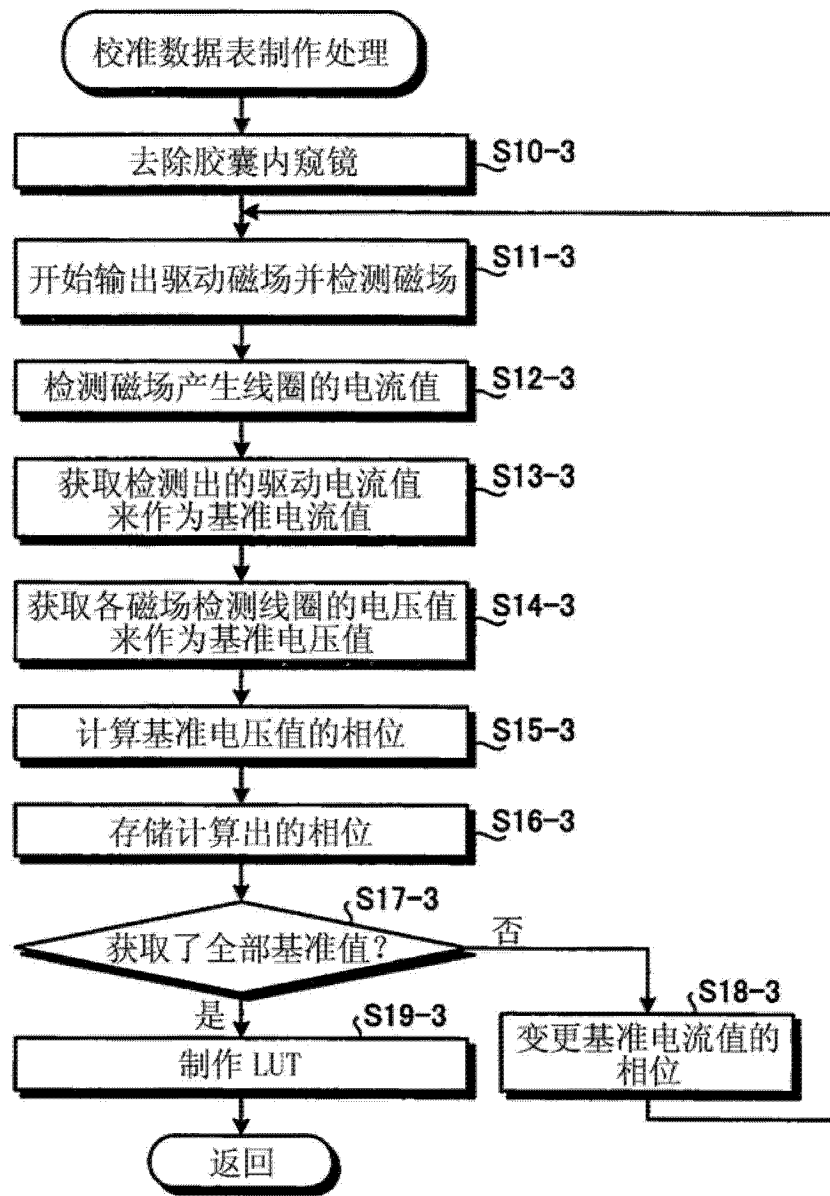 校准数据表制作处理
去除胶囊内窥镜
S10-3
开始输出驱动磁场并检测磁场
S11-3
检测磁场产生线圈的电流值
S12-3
获取检测出的驱动电流值
来作为基准电流值
S13-3
获取各磁场检测线圈的电压值
来作为基准电压值
S14-3
计算基准电压值的相位
S15-3
存储计算出的相位
S16-3
获取了全部基准值?
S17-3
否
是
变更基准电流值的
相位
S18-3
制作 LUT
S19-3
返回